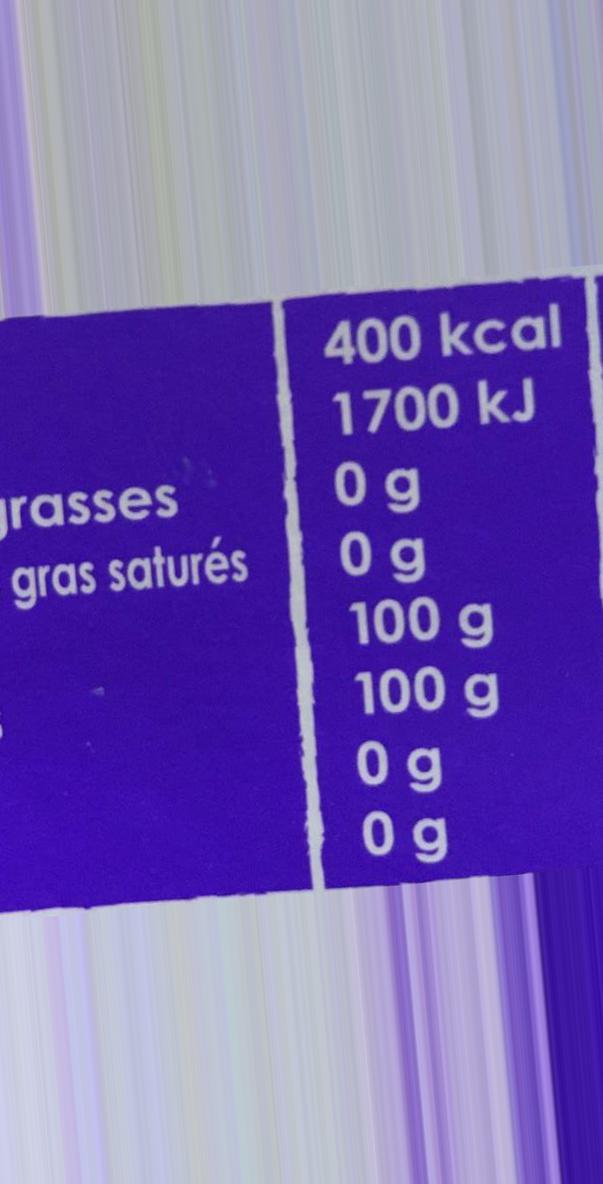 400 kcal
1700 kJ
grasses 0 g
gras saturés 0 g
100 g
100 g
0 g
0 g